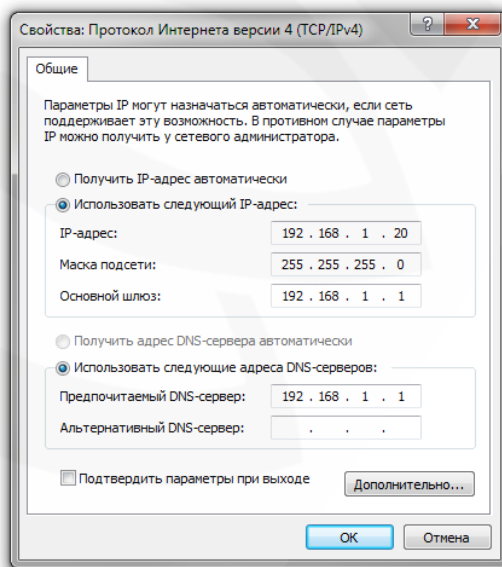 Свойства: Протокол Интернета версии 4 (TCP/IPv4)
?
Общие
Параметры IP могут назначаться автоматически, если сеть
поддерживает эту возможность. В противном случае параметры
IP можно получить у сетевого администратора.
Получить IP-адрес автоматически
Использовать следующий IP-адрес:
IP-адрес: 192 . 168 . 1 . 20
Маска подсети: 255 . 255 . 255 . 0
Основной шлюз: 192 . 168 . 1 . 1
Получить адрес DNS-сервера автоматически
Использовать следующие адреса DNS-серверов:
Предпочитаемый DNS-сервер: 192 . 168 . 1 . 1
Альтернативный DNS-сервер: . . .
Подтвердить параметры при выходе
Дополнительно...
OK Отмена